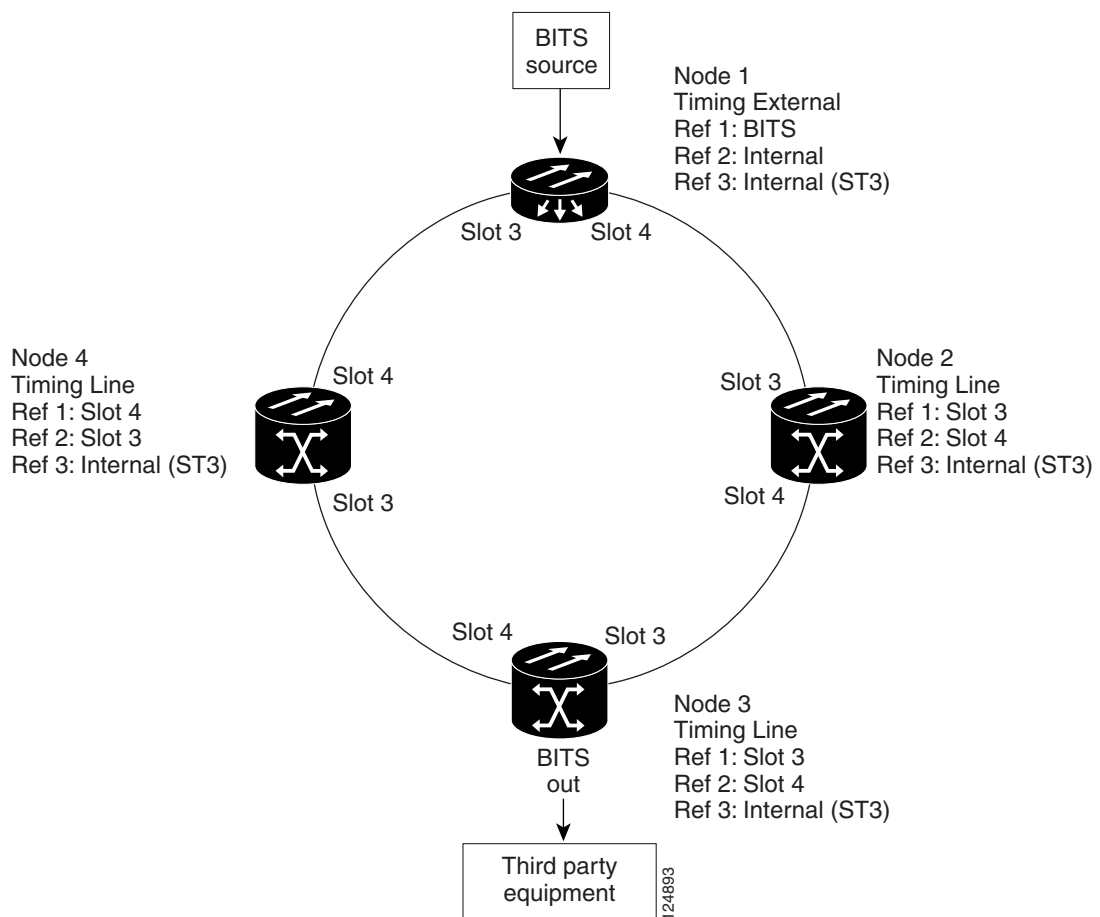 BITS
source
Node 1
Timing External
Ref 1: BITS
Ref 2: Internal
Ref 3: Internal (ST3)
Slot 3
Slot 4
Node 4
Timing Line
Ref 1: Slot 4
Ref 2: Slot 3
Ref 3: Internal (ST3)
Slot 4
Slot 3
Slot 3
Slot 4
Node 2
Timing Line
Ref 1: Slot 3
Ref 2: Slot 4
Ref 3: Internal (ST3)
Slot 4
Slot 3
Node 3
Timing Line
Ref 1: Slot 3
Ref 2: Slot 4
Ref 3: Internal (ST3)
BITS
out
Third party
equipment
124893